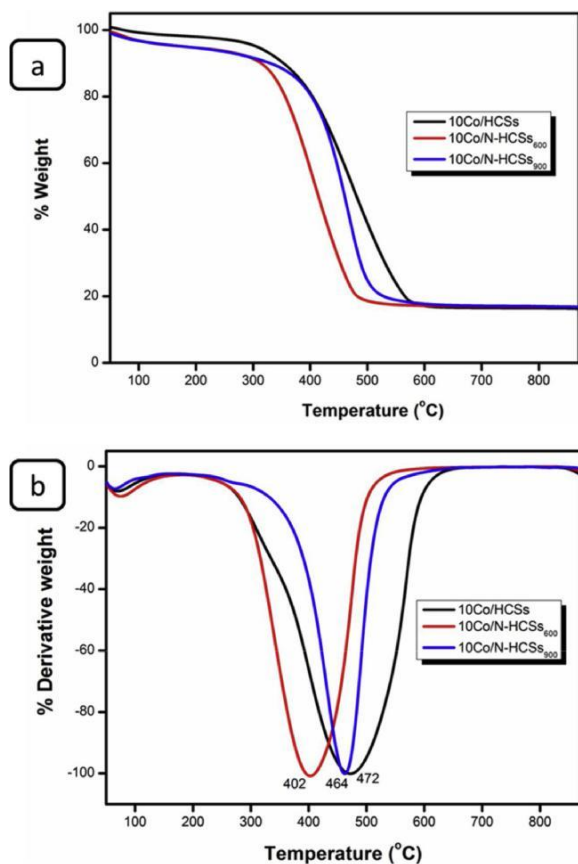 a
100
80
60
40
20
0
% Weight
10Co/HCSs
10Co/N-HCSs₆₀₀
10Co/N-HCSs₉₀₀
100 200 300 400 500 600 700 800
Temperature (°C)
b
0
-20
-40
-60
-80
-100
% Derivative weight
10Co/HCSs
10Co/N-HCSs₆₀₀
10Co/N-HCSs₉₀₀
402 464 472
100 200 300 400 500 600 700 800
Temperature (°C)